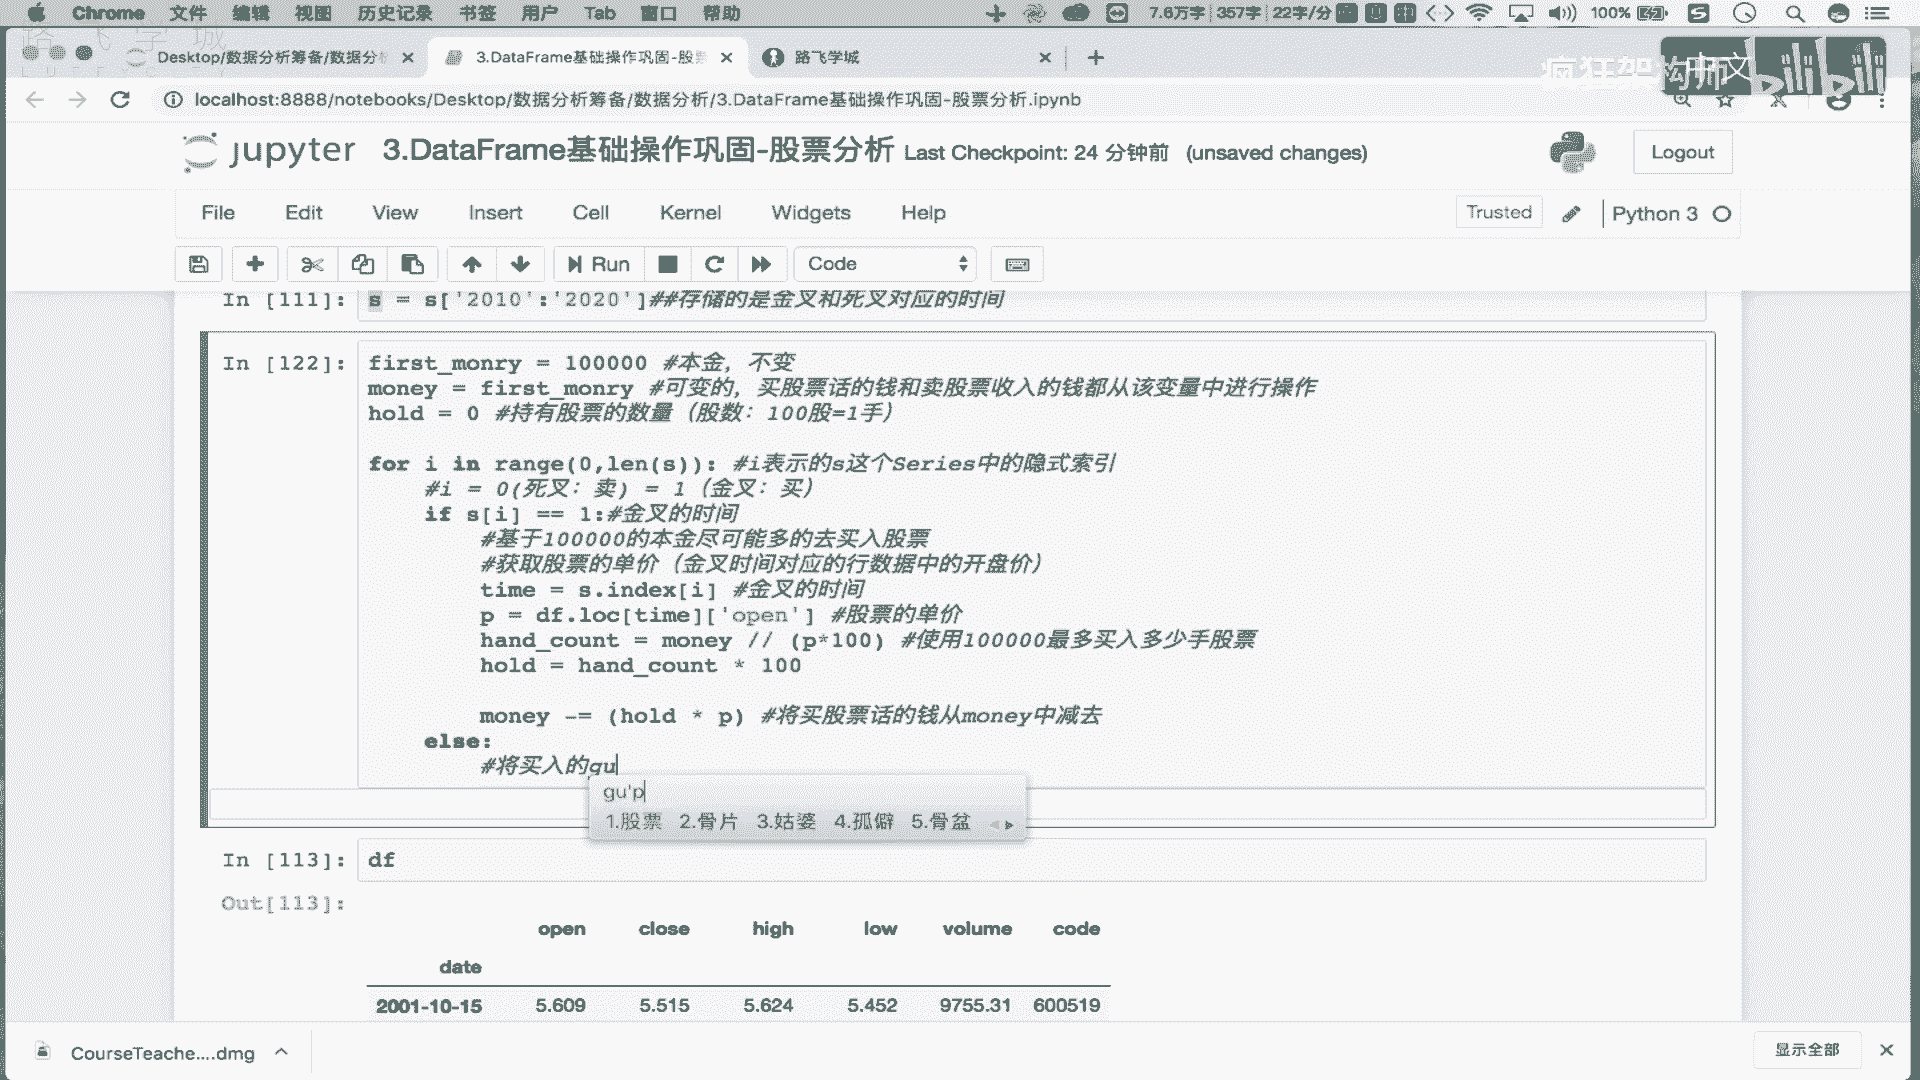 Chrome 文件 编辑 视图 历史记录 书签 用户 Tab 窗口 帮助 7.6万字 357字 22字/分 100%
Desktop/数据分析筹备/数据分析 3.DataFrame基础操作巩固-股票 路飞学城
疯狂架构师 bilibili
中文
localhost:8888/notebooks/Desktop/数据分析筹备/数据分析/3.DataFrame基础操作巩固-股票分析.ipynb
jupyter 3.DataFrame基础操作巩固-股票分析 Last Checkpoint: 24 分钟前 (unsaved changes) Logout
File Edit View Insert Cell Kernel Widgets Help Trusted Python 3
Run Code
In [111]: s = s['2010':'2020']##存储的是金叉和死叉对应的时间
In [122]: first_monry = 100000 #本金，不变
money = first_monry #可变的，买股票话的钱和卖股票收入的钱都从该变量中进行操作
hold = 0 #持有股票的数量（股数：100股=1手）
for i in range(0,len(s)): #i表示的s这个Series中的隐式索引
#i = 0(死叉：卖) = 1（金叉：买）
if s[i] == 1:#金叉的时间
#基于100000的本金尽可能多的去买入股票
#获取股票的单价（金叉时间对应的行数据中的开盘价）
time = s.index[i] #金叉的时间
p = df.loc[time]['open'] #股票的单价
hand_count = money // (p*100) #使用100000最多买入多少手股票
hold = hand_count * 100
money -= (hold * p) #将买股票话的钱从money中减去
else:
#将买入的gu
gu'p
1.股票 2.骨片 3.姑婆 4.孤僻 5.骨盆
In [113]: df
Out[113]:
open close high low volume code
date
2001-10-15 5.609 5.515 5.624 5.452 9755.31 600519
CourseTeache....dmg 显示全部